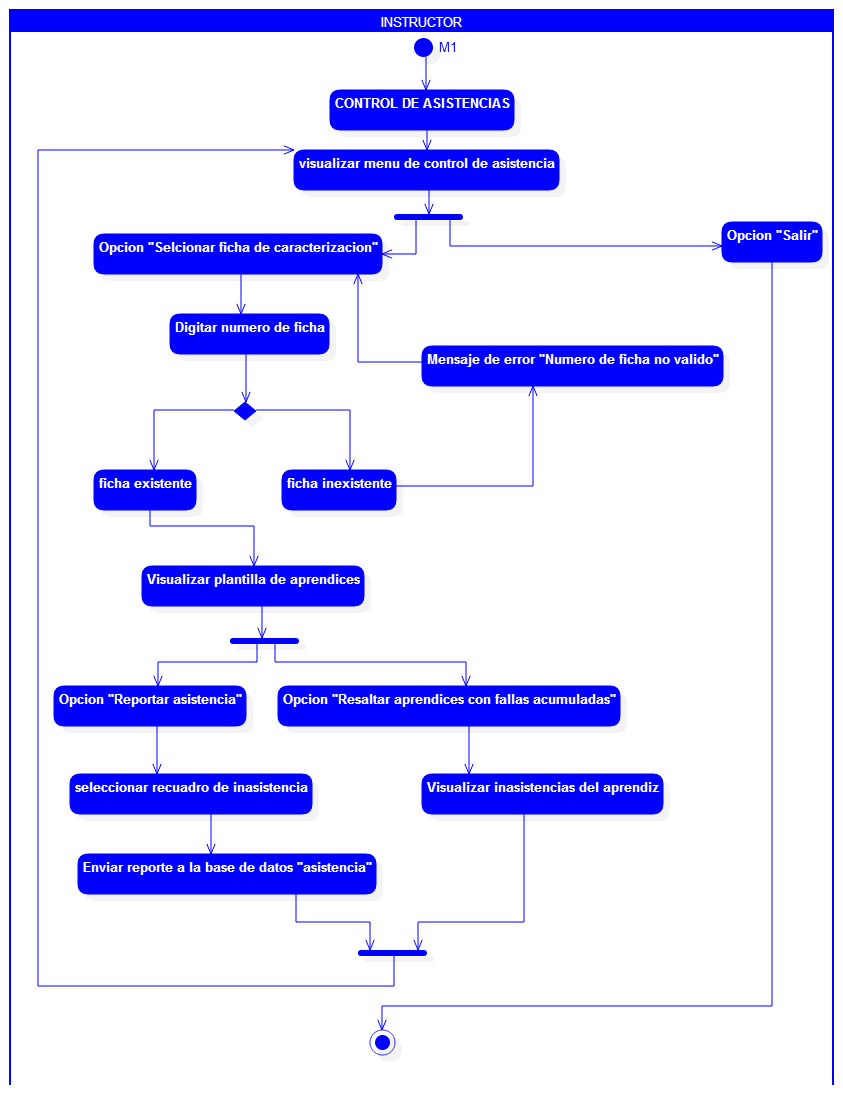 INSTRUCTOR
M1
CONTROL DE ASISTENCIAS
visualizar menu de control de asistencia
Opcion "Selcionar ficha de caracterizacion"
Opcion "Salir"
Digitar numero de ficha
Mensaje de error "Numero de ficha no valido"
ficha existente
ficha inexistente
Visualizar plantilla de aprendices
Opcion "Reportar asistencia"
Opcion "Resaltar aprendices con fallas acumuladas"
seleccionar recuadro de inasistencia
Visualizar inasistencias del aprendiz
Enviar reporte a la base de datos "asistencia"